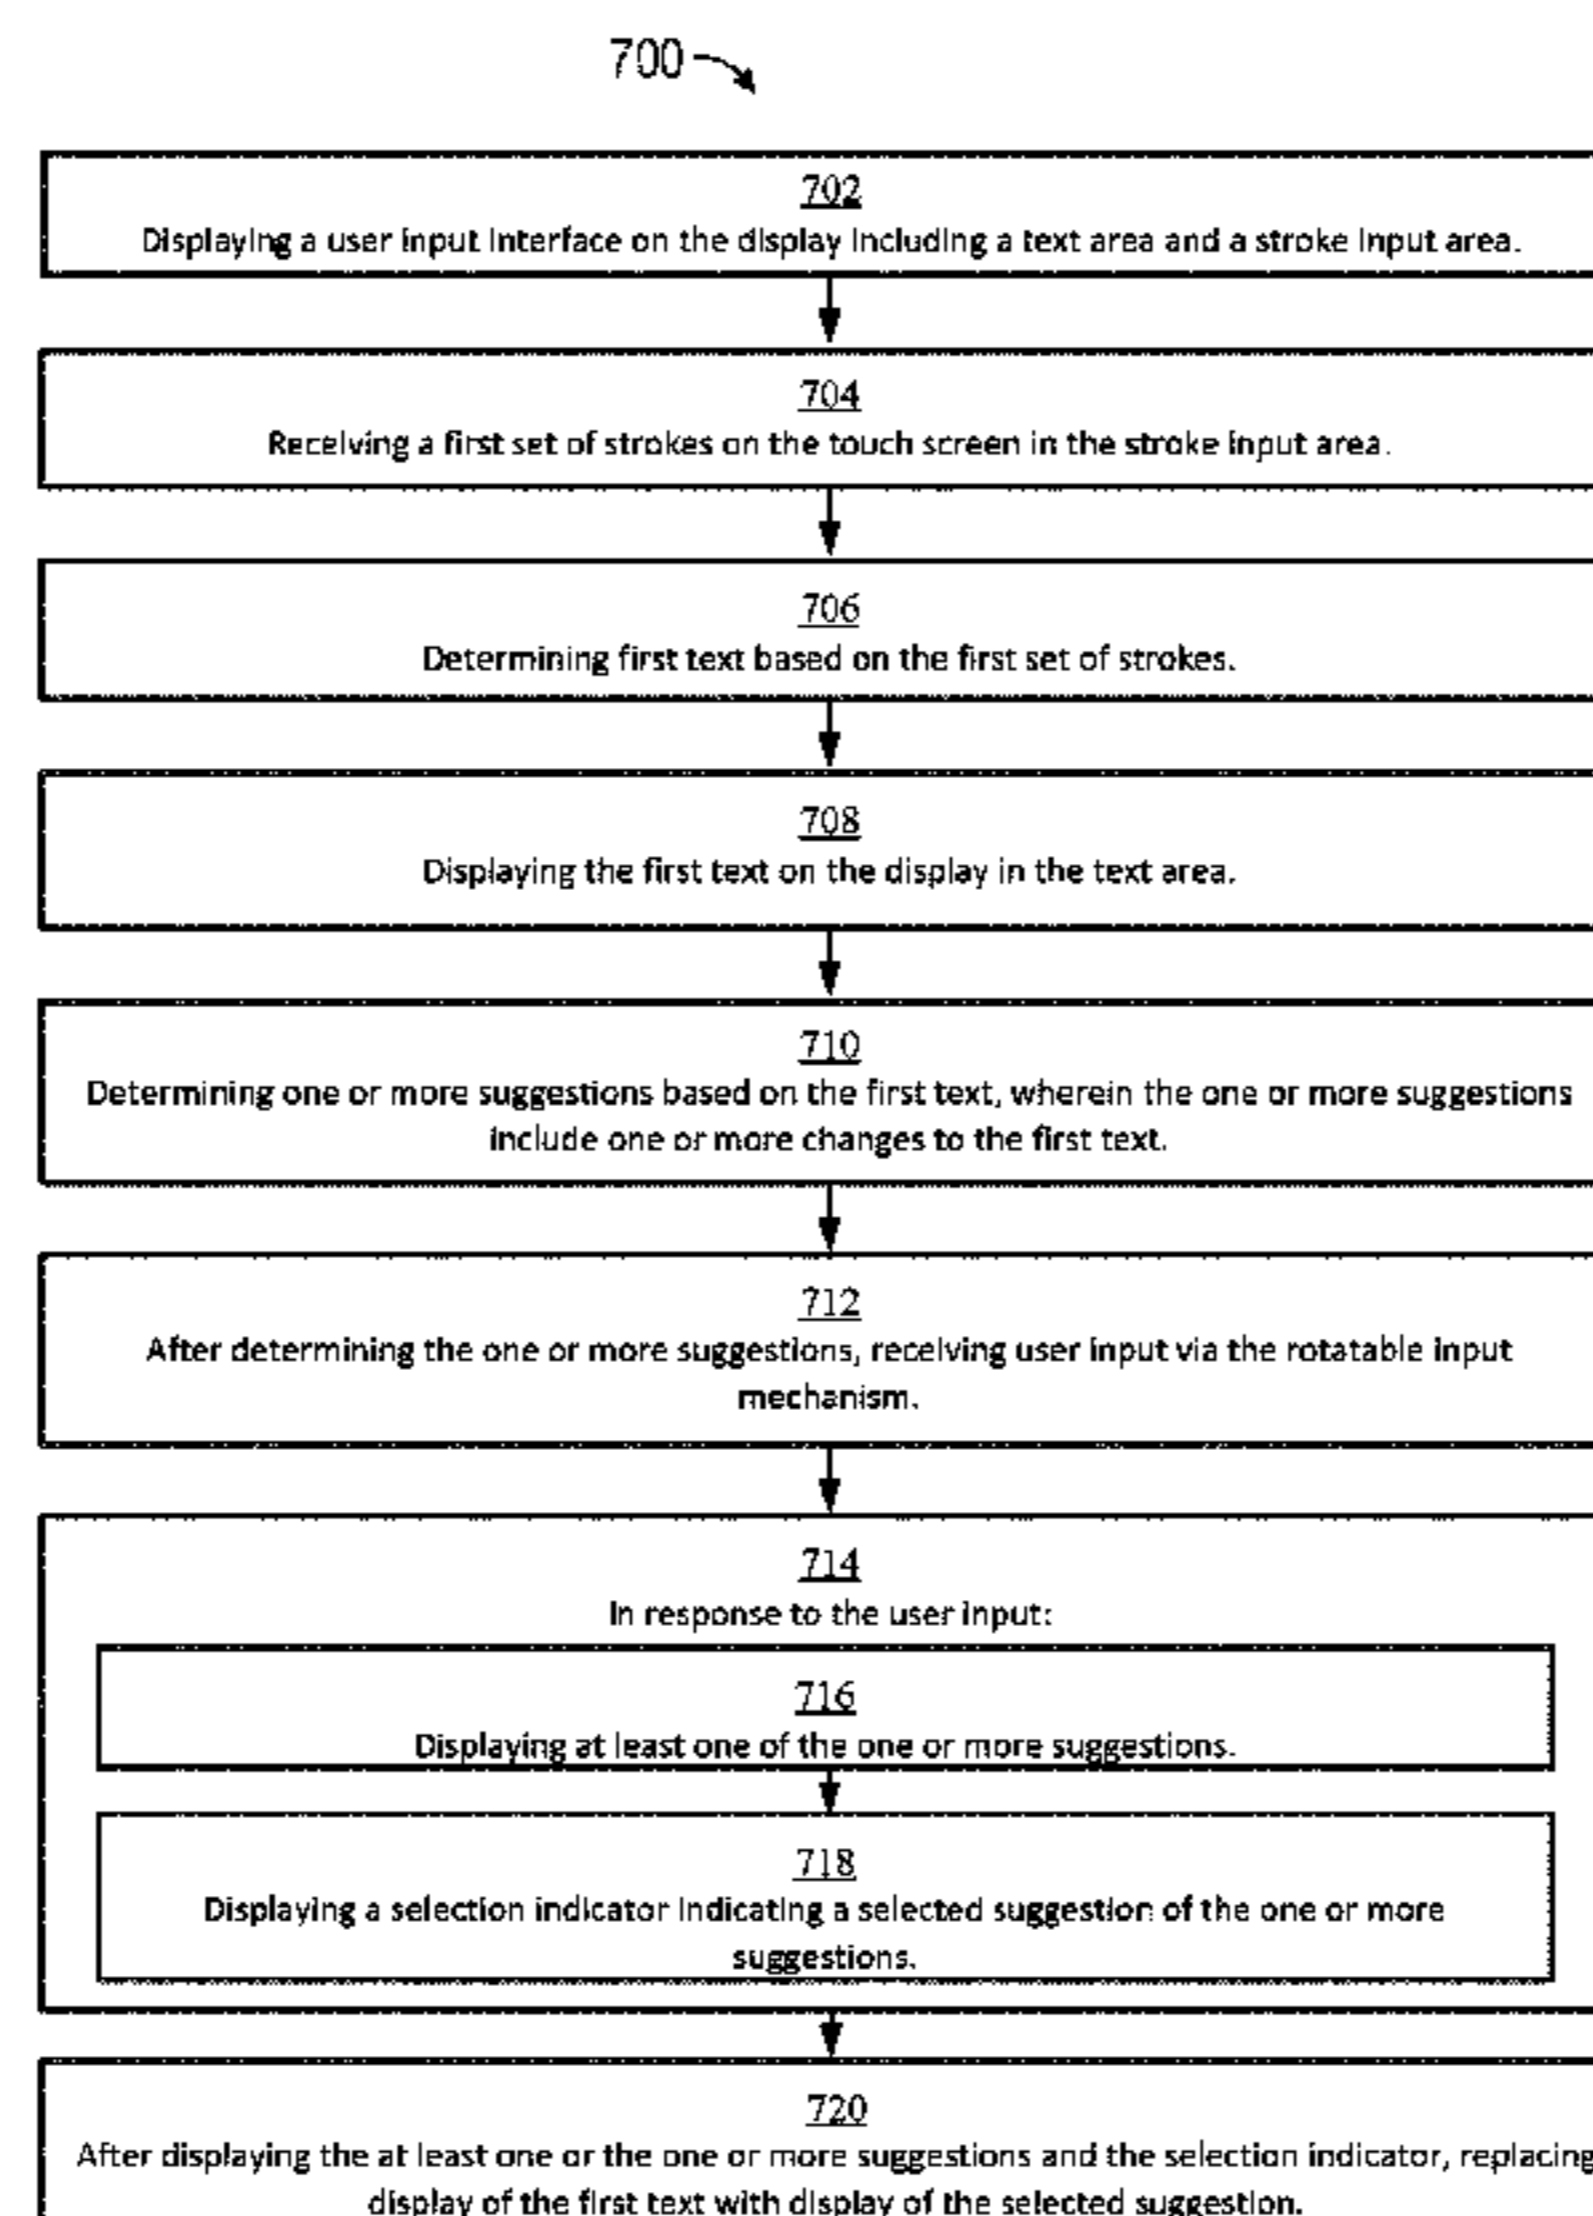 700
702
Displaying a user input interface on the display including a text area and a stroke input area.
704
Receiving a first set of strokes on the touch screen in the stroke input area.
706
Determining first text based on the first set of strokes.
708
Displaying the first text on the display in the text area.
710
Determining one or more suggestions based on the first text, wherein the one or more suggestions
include one or more changes to the first text.
712
After determining the one or more suggestions, receiving user input via the rotatable input
mechanism.
714
In response to the user input:
716
Displaying at least one of the one or more suggestions.
718
Displaying a selection indicator indicating a selected suggestion of the one or more
suggestions.
720
After displaying the at least one or the one or more suggestions and the selection indicator, replacing
display of the first text with display of the selected suggestion.